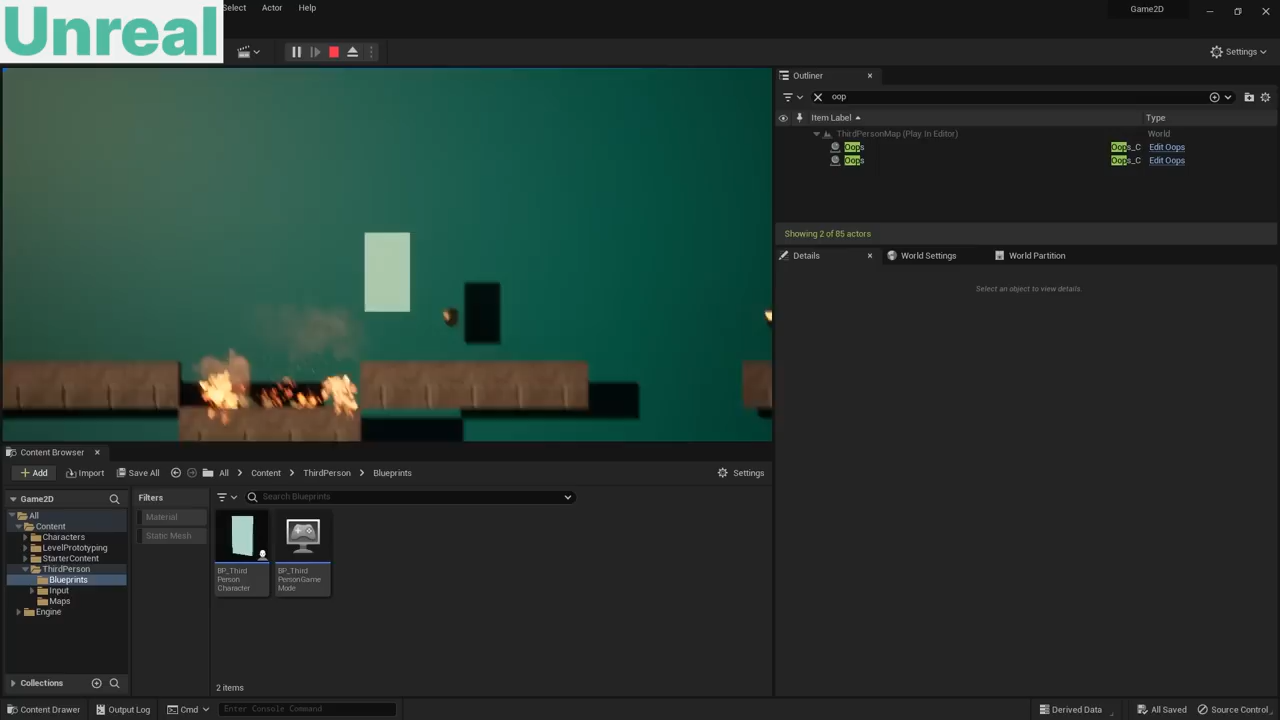 Unreal
Select Actor Help Game2D
Settings
Outliner
oop
Item Label Type
ThirdPersonMap (Play In Editor) World
Oops Oops_C Edit Oops
Oops Oops_C Edit Oops
Showing 2 of 85 actors
Details World Settings World Partition
Select an object to view details.
Content Browser
Add Import Save All All Content ThirdPerson Blueprints Settings
Game2D Filters Search Blueprints
All
Content
Characters
LevelPrototyping
StarterContent
ThirdPerson
Blueprints
Input
Maps
Engine
Material
Static Mesh
BP_Third
Person
Character
BP_Third
PersonGame
Mode
Collections 2 items
Content Drawer Output Log Cmd Enter Console Command Derived Data All Saved Source Control